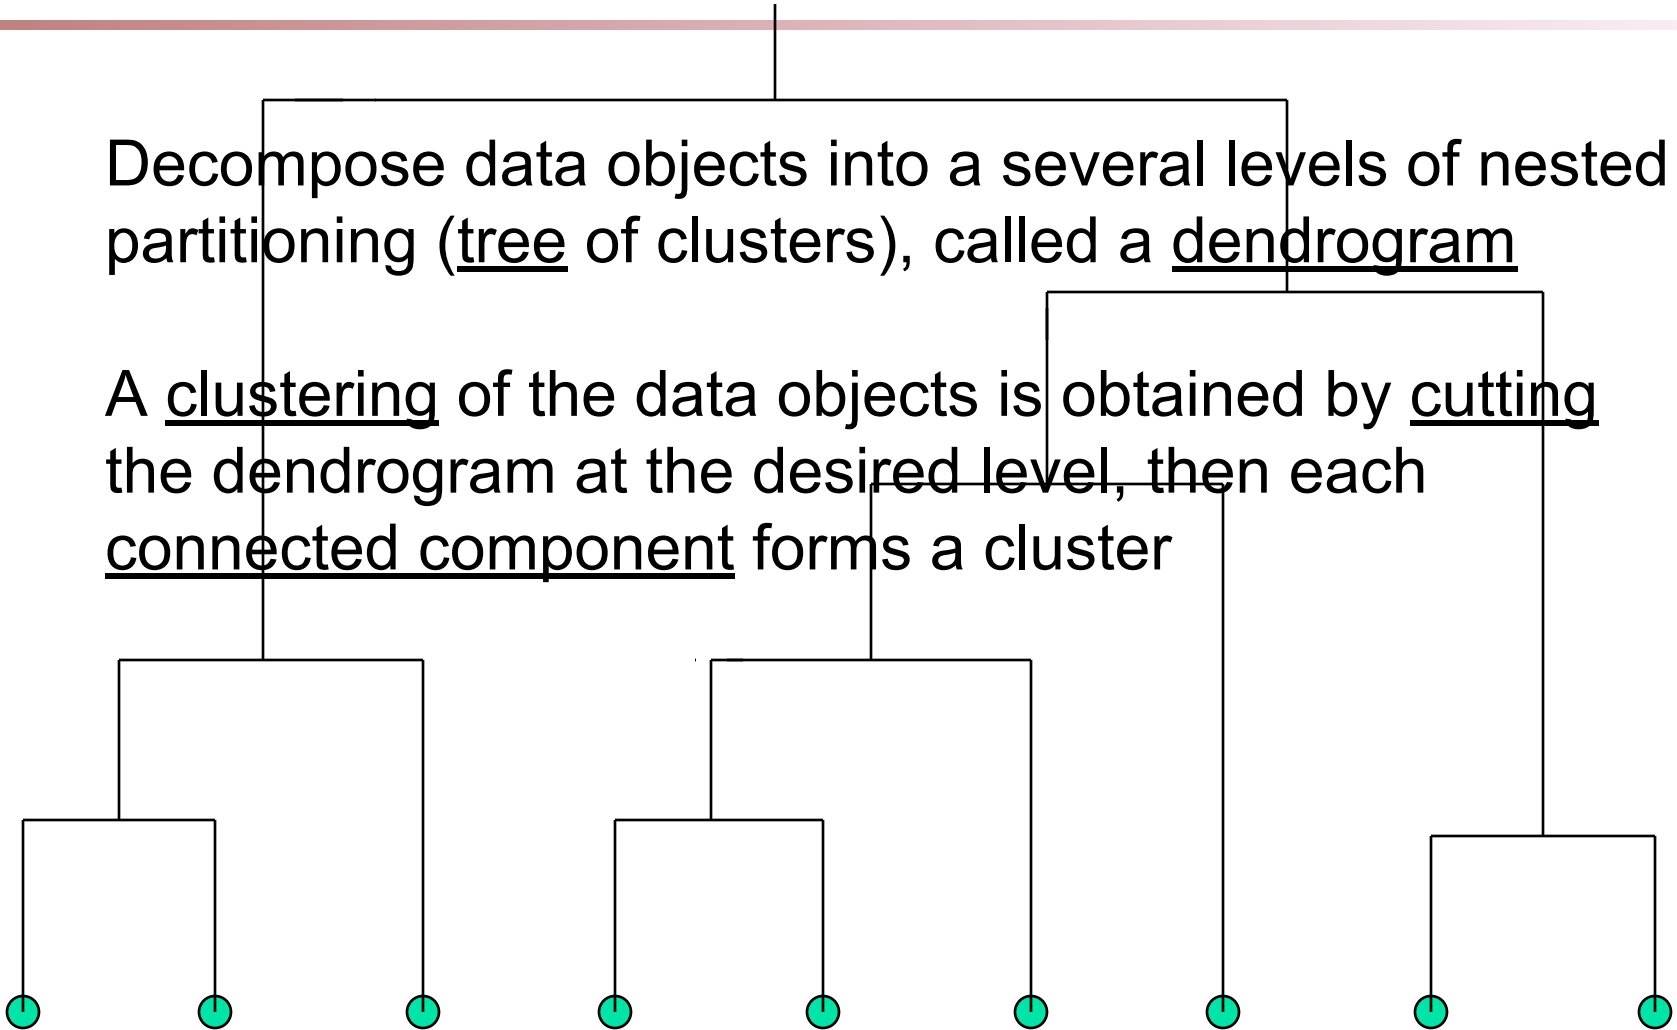 Decompose data objects into a several levels of nested
partitioning (tree of clusters), called a dendrogram
A clustering of the data objects is obtained by cutting
the dendrogram at the desired level, then each
connected component forms a cluster